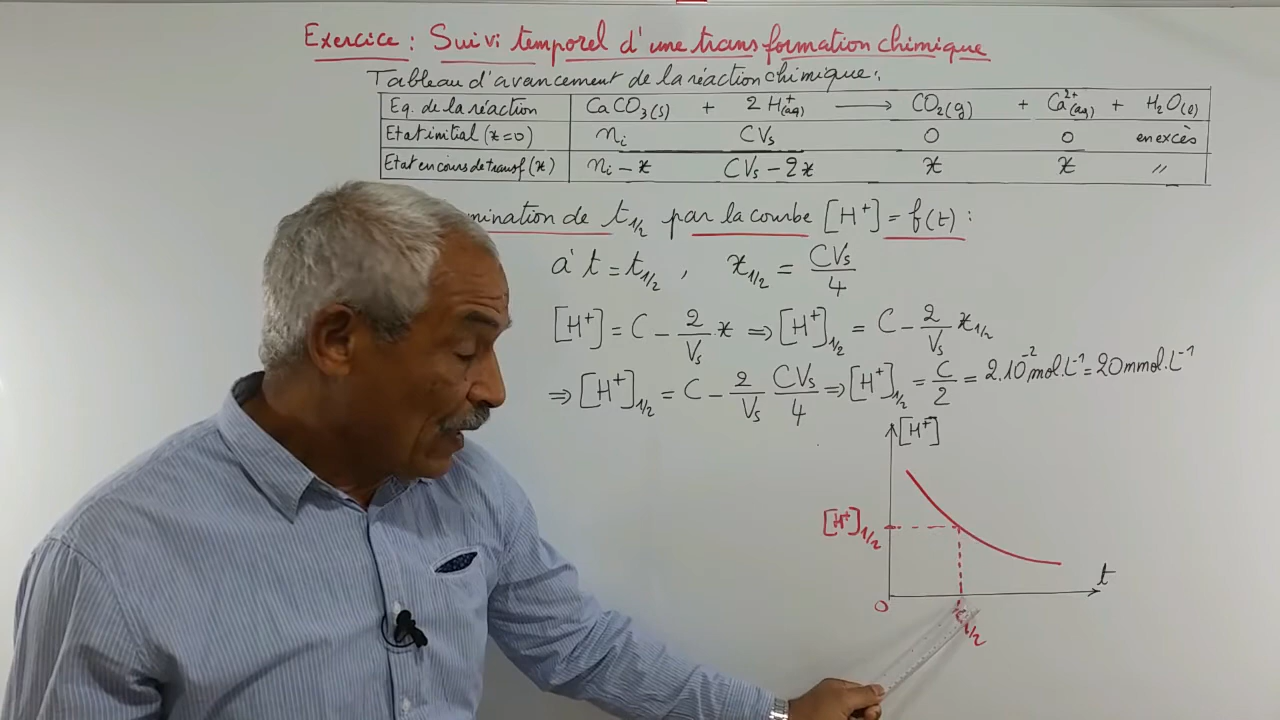 Exercice : Suivi temporel d'une transformation chimique
Tableau d'avancement de la réaction chimique :
Eq. de la réaction CaCO₃(s) + 2 H⁺(aq) ⟶ CO₂(g) + Ca²⁺(aq) + H₂O(l)
Etat initial (x=0) nᵢ CVₛ 0 0 en excès
Etat en cours de transf (x) nᵢ – x CVₛ – 2x x x //
de t₁/₂ par la courbe [H⁺] = f(t) :
à t = t₁/₂ , x₁/₂ = CVₛ/4
[H⁺] = C – 2/Vₛ x ⇒ [H⁺]₁/₂ = C – 2/Vₛ x₁/₂
⇒ [H⁺]₁/₂ = C – 2/Vₛ CVₛ/4 ⇒ [H⁺]₁/₂ = C/2 = 2.10⁻² mol.L⁻¹ = 20 mmol.L⁻¹
[H⁺]
[H⁺]₁/₂
t
0
t₁/₂